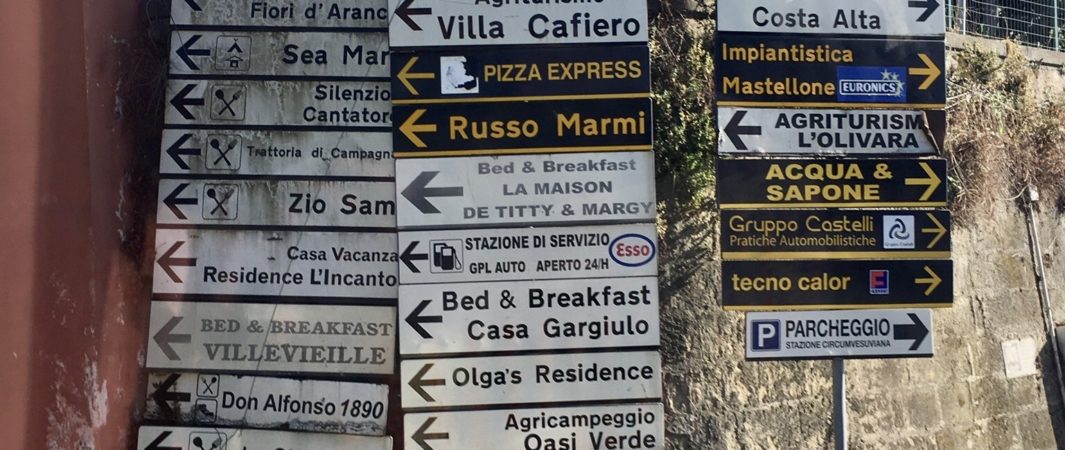 Fiori d'Aranc
Sea Mar
Silenzio
Cantator
Trattoria di Campagn
Zio Sam
Casa Vacanza
Residence L'Incanto
BED & BREAKFAST
VILLEVIEILLE
Don Alfonso 1890
Agriturismo
Villa Cafiero
PIZZA EXPRESS
Russo Marmi
Bed & Breakfast
LA MAISON
DE TITTY & MARGY
STAZIONE DI SERVIZIO
GPL AUTO APERTO 24/H
Esso
Bed & Breakfast
Casa Gargiulo
Olga's Residence
Agricampeggio
Oasi Verde
Costa Alta
Impiantistica
Mastellone
EURONICS
AGRITURISM
L'OLIVARA
ACQUA &
SAPONE
Gruppo Castelli
Pratiche Automobilistiche
tecno calor
P PARCHEGGIO
STAZIONE CIRCUMVESUVIANA